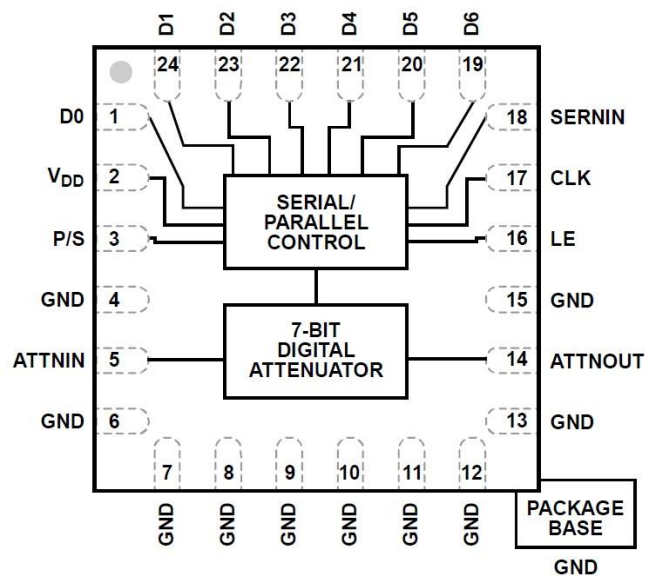 D1 D2 D3 D4 D5 D6
24 23 22 21 20 19
D0 1
18 SERNIN
VDD 2
17 CLK
P/S 3
16 LE
GND 4
15 GND
ATTNIN 5
14 ATTNOUT
GND 6
13 GND
SERIAL/
PARALLEL
CONTROL
7-BIT
DIGITAL
ATTENUATOR
7 8 9 10 11 12
GND GND GND GND GND GND
PACKAGE
BASE
GND